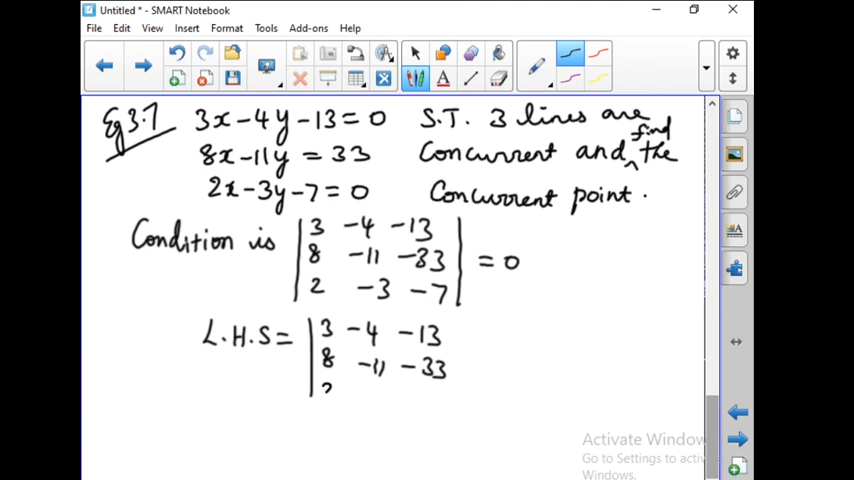 Untitled * - SMART Notebook
File Edit View Insert Format Tools Add-ons Help
Eg 3.7 3x - 4y - 13 = 0 S.T. 3 lines are
8x - 11y = 33 Concurrent and find the
2x - 3y - 7 = 0 Concurrent point.
Condition is | 3 -4 -13 |
| 8 -11 -33 | = 0
| 2 -3 -7 |
L.H.S = | 3 -4 -13
8 -11 -33
2
Activate Window
Go to Settings to activ
Windows.